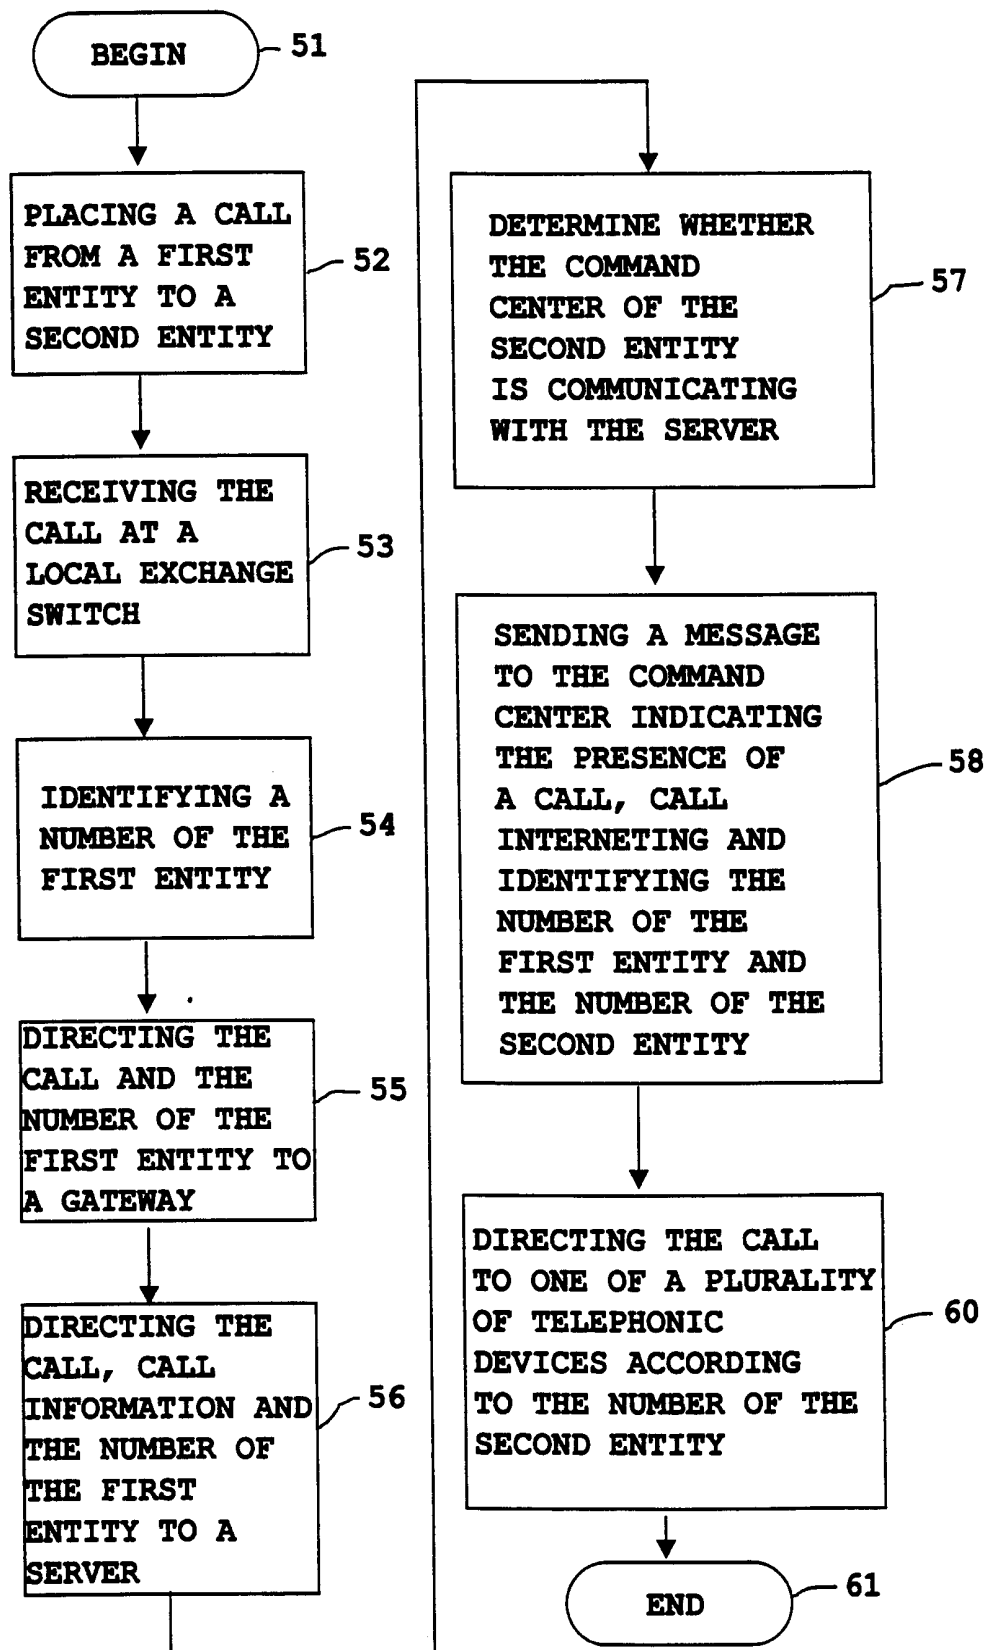 BEGIN
51
PLACING A CALL
FROM A FIRST
ENTITY TO A
SECOND ENTITY
52
RECEIVING THE
CALL AT A
LOCAL EXCHANGE
SWITCH
53
IDENTIFYING A
NUMBER OF THE
FIRST ENTITY
54
DIRECTING THE
CALL AND THE
NUMBER OF THE
FIRST ENTITY TO
A GATEWAY
55
DIRECTING THE
CALL, CALL
INFORMATION AND
THE NUMBER OF
THE FIRST
ENTITY TO A
SERVER
56
DETERMINE WHETHER
THE COMMAND
CENTER OF THE
SECOND ENTITY
IS COMMUNICATING
WITH THE SERVER
57
SENDING A MESSAGE
TO THE COMMAND
CENTER INDICATING
THE PRESENCE OF
A CALL, CALL
INTERNETING AND
IDENTIFYING THE
NUMBER OF THE
FIRST ENTITY AND
THE NUMBER OF THE
SECOND ENTITY
58
DIRECTING THE CALL
TO ONE OF A PLURALITY
OF TELEPHONIC
DEVICES ACCORDING
TO THE NUMBER OF THE
SECOND ENTITY
60
END
61